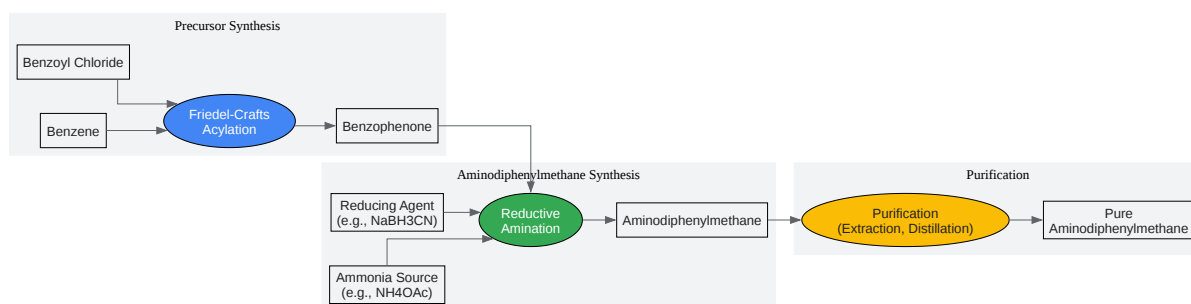 Precursor Synthesis
Benzoyl Chloride
Friedel-Crafts
Acylation
Benzene
Benzophenone
Aminodiphenylmethane Synthesis
Reducing Agent
(e.g., NaBH3CN)
Reductive
Amination
Ammonia Source
(e.g., NH4OAc)
Aminodiphenylmethane
Purification
Purification
(Extraction, Distillation)
Pure
Aminodiphenylmethane